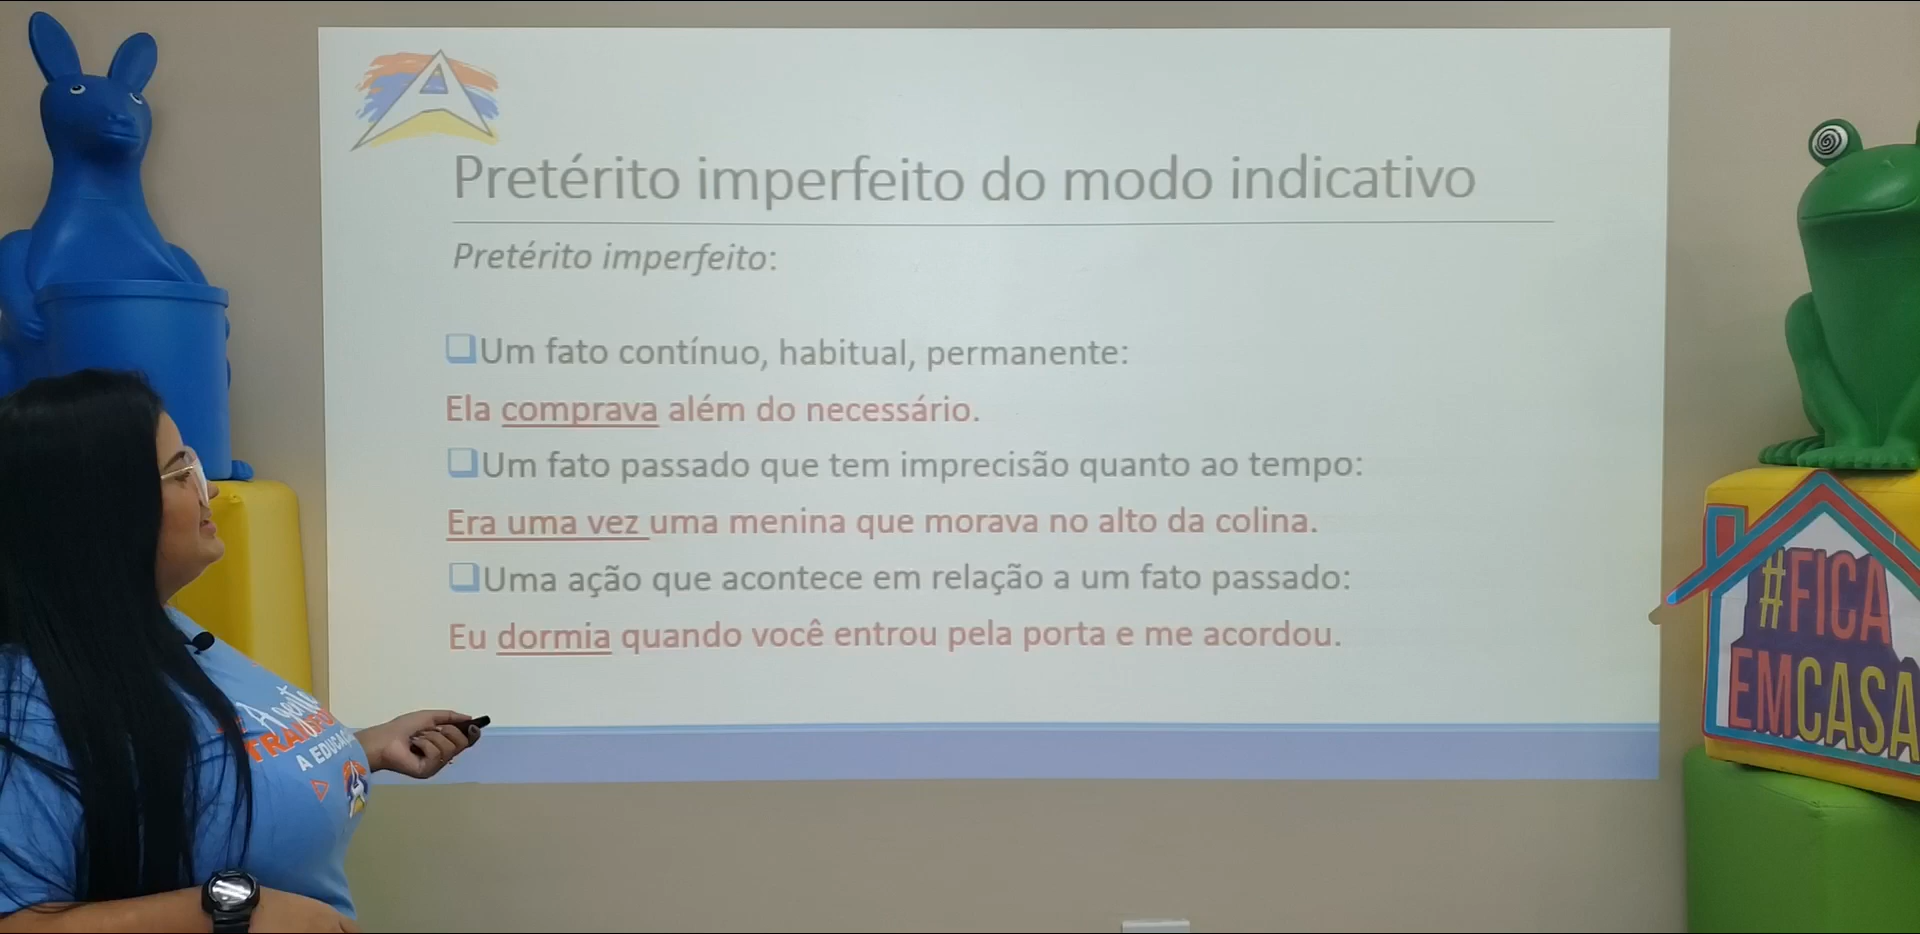 Pretérito imperfeito do modo indicativo
Pretérito imperfeito:
Um fato contínuo, habitual, permanente:
Ela comprava além do necessário.
Um fato passado que tem imprecisão quanto ao tempo:
Era uma vez uma menina que morava no alto da colina.
Uma ação que acontece em relação a um fato passado:
Eu dormia quando você entrou pela porta e me acordou.
#FICA
EMCASA
A